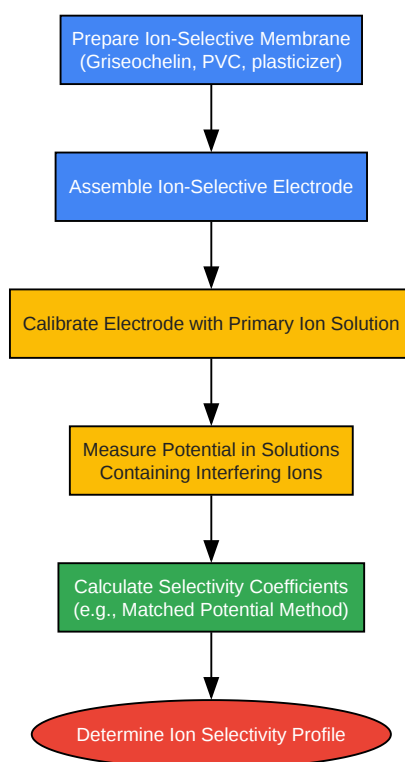 Prepare Ion-Selective Membrane
(Griseochelin, PVC, plasticizer)
Assemble Ion-Selective Electrode
Calibrate Electrode with Primary Ion Solution
Measure Potential in Solutions
Containing Interfering Ions
Calculate Selectivity Coefficients
(e.g., Matched Potential Method)
Determine Ion Selectivity Profile